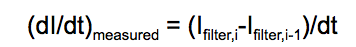 (dI/dt)measured = (Ifilter,i-Ifilter,i-1)/dt